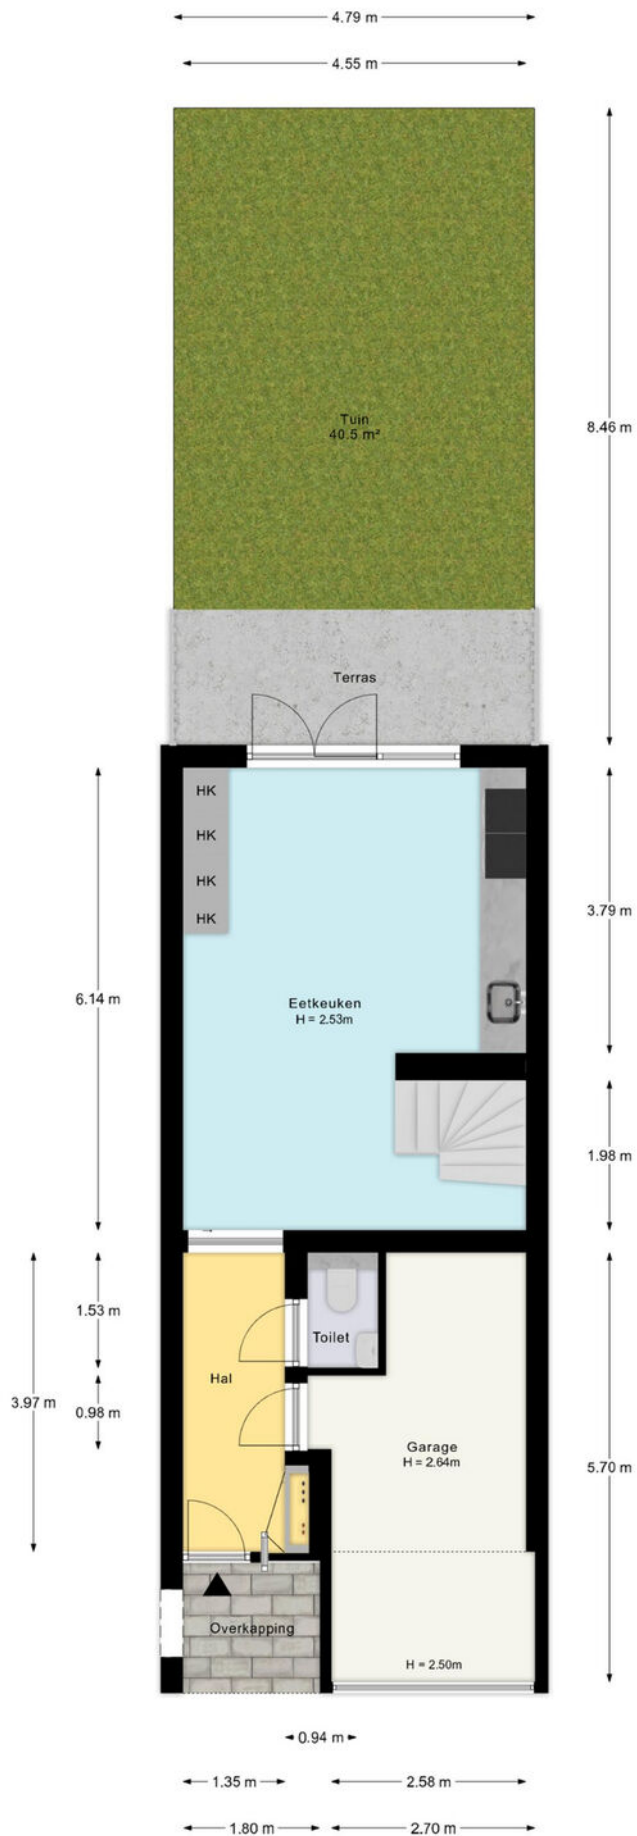 4.79 m
4.55 m
Tuin
40.5 m²
8.46 m
Terras
HK
HK
HK
HK
3.79 m
6.14 m
Eetkeuken
H = 2.53m
1.98 m
1.53 m
Toilet
Hal
3.97 m
0.98 m
Garage
H = 2.64m
5.70 m
Overkapping
H = 2.50m
0.94 m
1.35 m
2.58 m
1.80 m
2.70 m